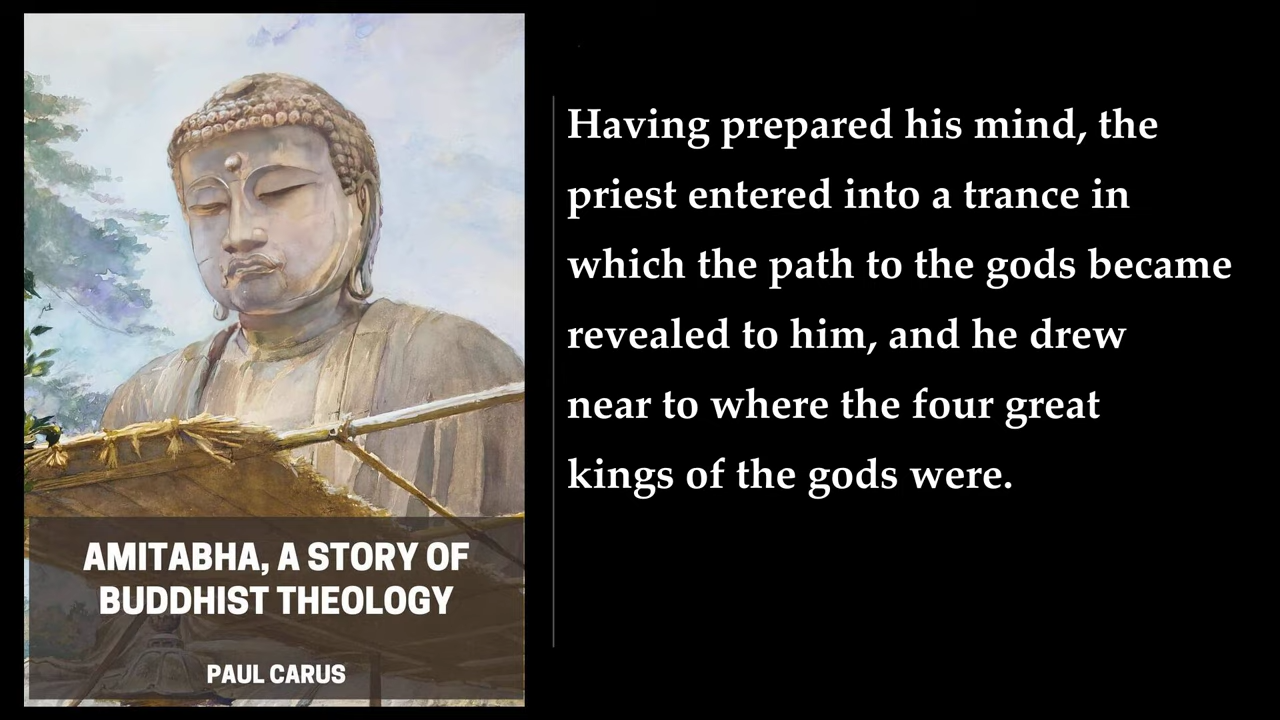 AMITABHA, A STORY OF
BUDDHIST THEOLOGY
PAUL CARUS
Having prepared his mind, the
priest entered into a trance in
which the path to the gods became
revealed to him, and he drew
near to where the four great
kings of the gods were.